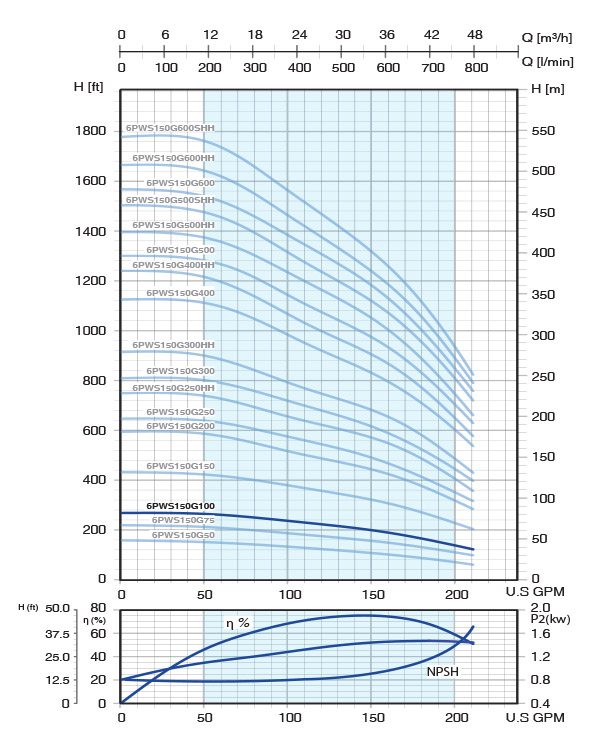 0 6 12 18 24 30 36 42 48 Q [m³/h]
0 100 200 300 400 500 600 700 800 Q [l/min]
H [ft] H [m]
1800 6PWS1s0G600SHH 550
6PWS1s0G600HH 500
1600 6PWS1s0G600
6PWS1s0Gs00SHH 450
1400 6PWS1s0Gs00HH
6PWS1s0Gs00 400
6PWS1s0G400HH
1200 6PWS1s0G400 350
1000 300
6PWS1s0G300HH
800 6PWS1s0G300 250
6PWS1s0G2s0HH
6PWS1s0G2s0 200
600 6PWS1s0G200
150
400 6PWS1s0G1s0
100
6PWS1s0G100
200 6PWS1s0G7s
6PWS1s0Gs0 50
0 0
0 50 100 150 200 U.S GPM
H (ft) 50.0 80 2.0
η (%) η % P2(kw)
37.5 60 1.6
25.0 40 1.2
NPSH
12.5 20 0.8
0 0 0.4
0 50 100 150 200 U.S GPM